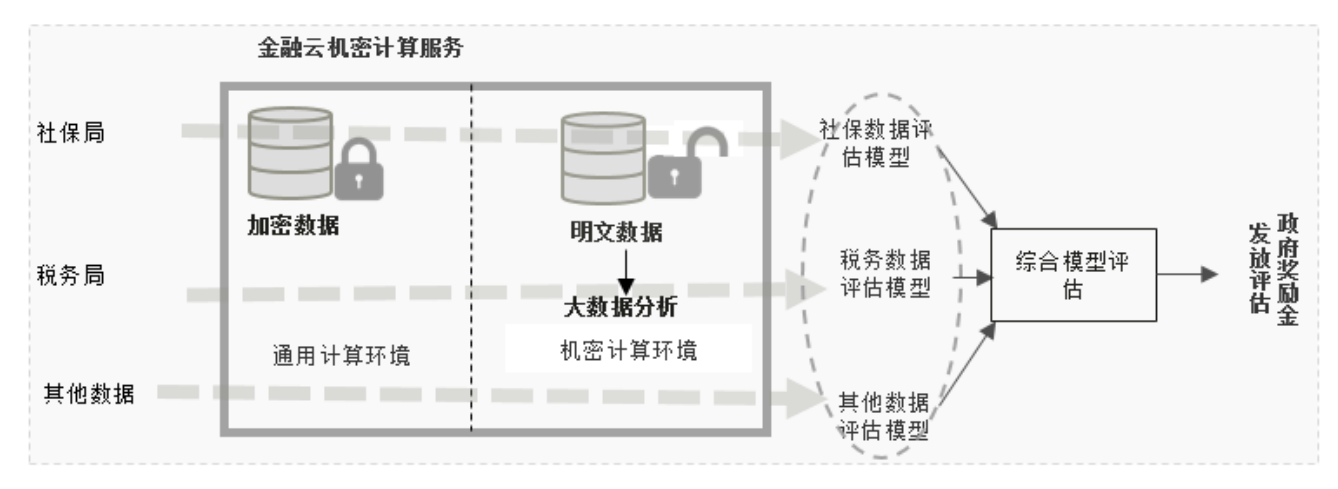 金融云机密计算服务
社保局
税务局
其他数据
加密数据
通用计算环境
明文数据
大数据分析
机密计算环境
社保数据评
估模型
税务数据
评估模型
其他数据
评估模型
综合模型评
估
政府奖励金
发放评估